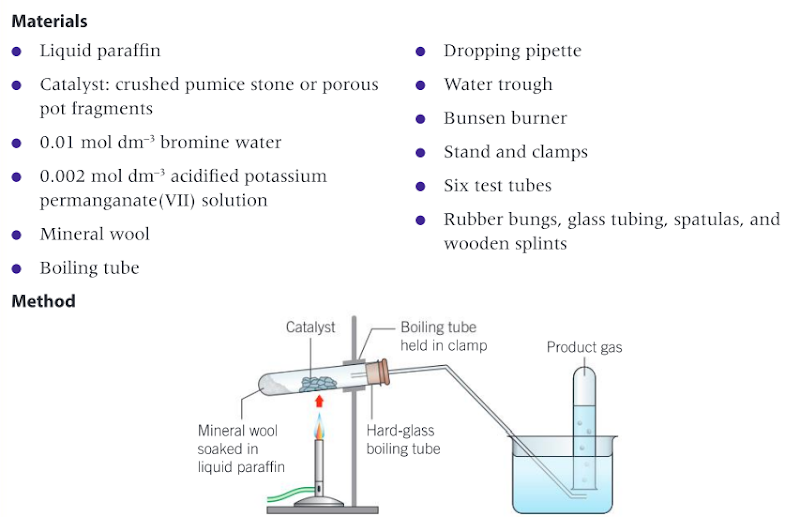 Materials
● Liquid paraffin
● Catalyst: crushed pumice stone or porous
pot fragments
● 0.01 mol dm⁻³ bromine water
● 0.002 mol dm⁻³ acidified potassium
permanganate(VII) solution
● Mineral wool
● Boiling tube
● Dropping pipette
● Water trough
● Bunsen burner
● Stand and clamps
● Six test tubes
● Rubber bungs, glass tubing, spatulas, and
wooden splints
Method
Catalyst
Boiling tube
held in clamp
Product gas
Mineral wool
soaked in
liquid paraffin
Hard-glass
boiling tube